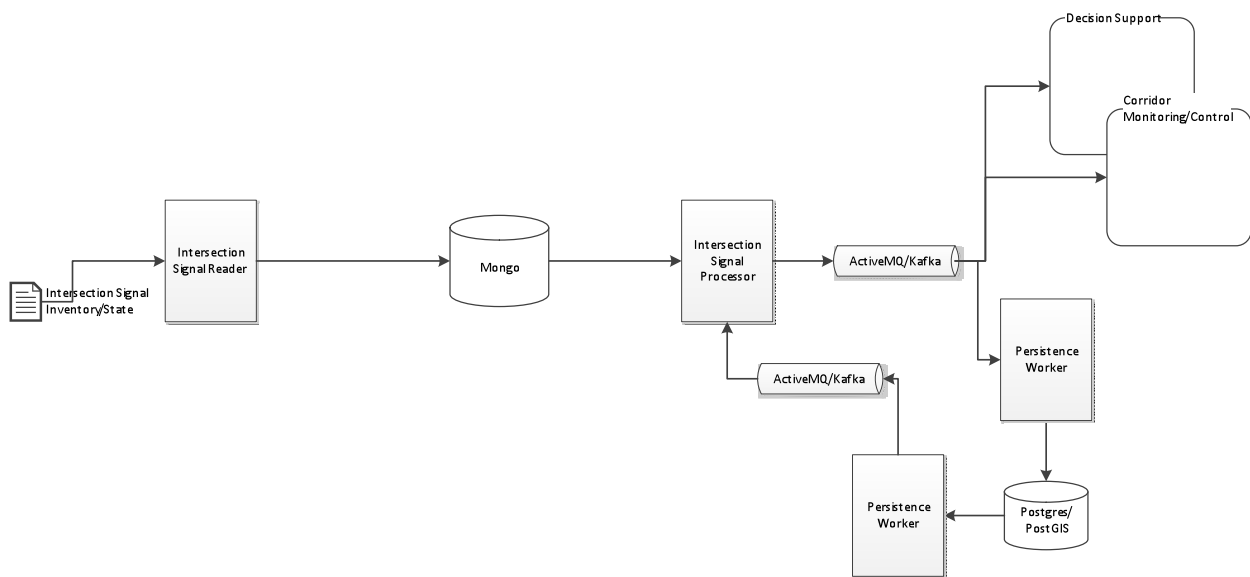 Decision Support
Corridor
Monitoring/Control
Intersection
Signal Reader
Mongo
Intersection
Signal
Processor
ActiveMQ/Kafka
Intersection Signal
Inventory/State
Persistence
Worker
ActiveMQ/Kafka
Persistence
Worker
Postgres/
PostGIS